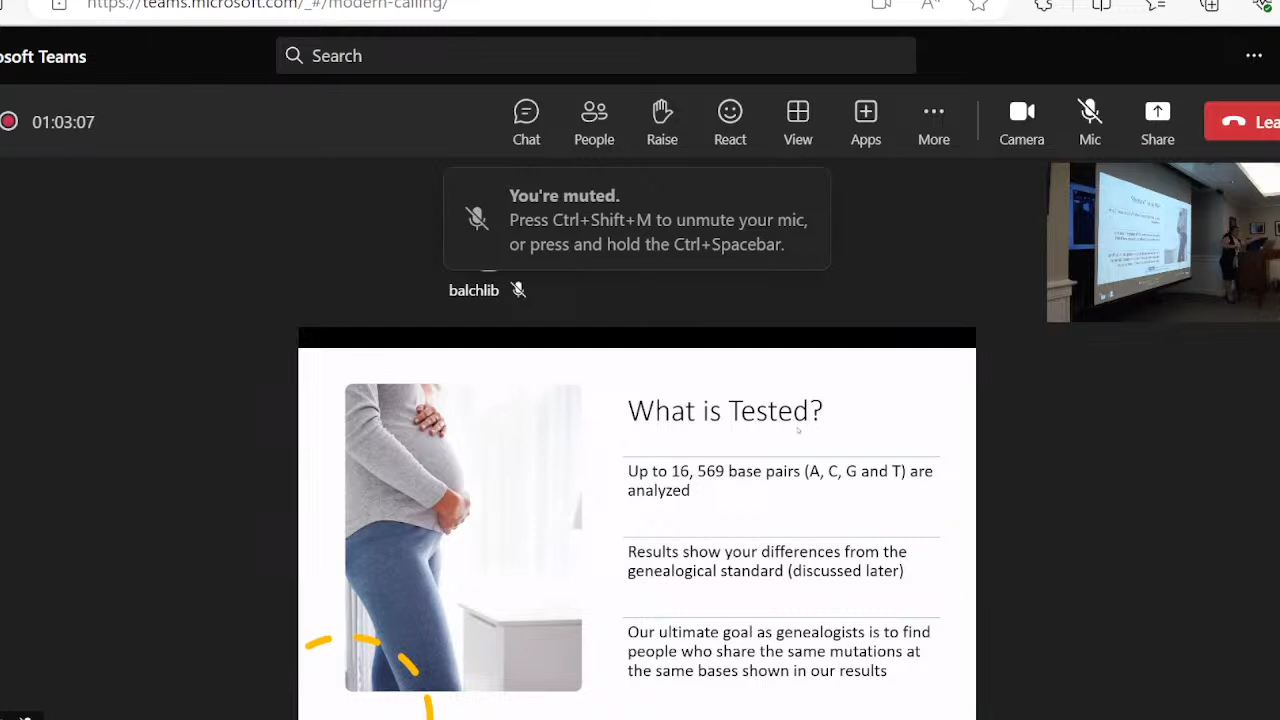 https://teams.microsoft.com/_#/modern-calling/
osoft Teams
Search
01:03:07
Chat
People
Raise
React
View
Apps
More
Camera
Mic
Share
Lea
You're muted.
Press Ctrl+Shift+M to unmute your mic,
or press and hold the Ctrl+Spacebar.
balchlib
What is Tested?
Up to 16, 569 base pairs (A, C, G and T) are
analyzed
Results show your differences from the
genealogical standard (discussed later)
Our ultimate goal as genealogists is to find
people who share the same mutations at
the same bases shown in our results